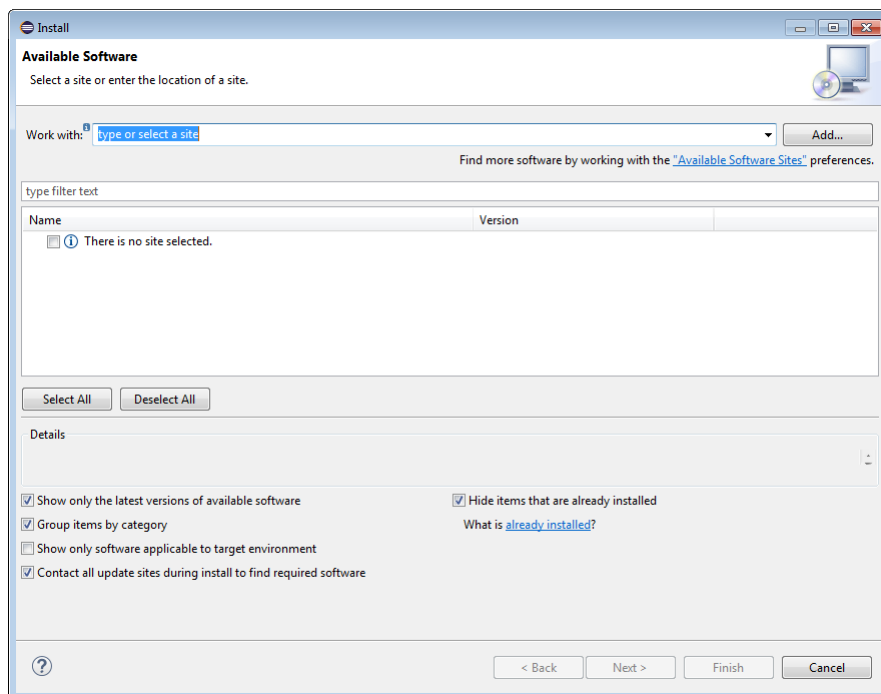 Install
Available Software
Select a site or enter the location of a site.
Work with: type or select a site Add...
Find more software by working with the "Available Software Sites" preferences.
type filter text
Name Version
There is no site selected.
Select All Deselect All
Details
Show only the latest versions of available software Hide items that are already installed
Group items by category What is already installed?
Show only software applicable to target environment
Contact all update sites during install to find required software
? < Back Next > Finish Cancel